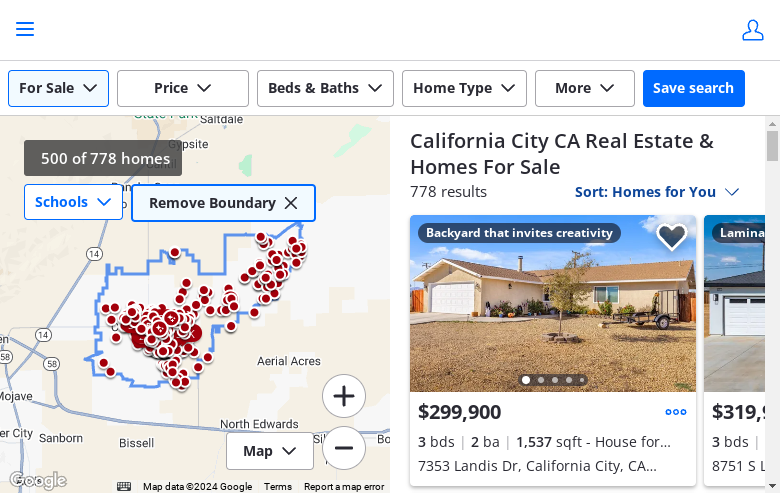 For Sale
Price
Beds & Baths
Home Type
More
Save search
Saltdale
Gypsite
500 of 778 homes
Schools
Remove Boundary
14
14
58
58
Aerial Acres
Mojave
Sanborn
Bissell
North Edwards
Map
Google
Map data ©2024 Google
Terms
Report a map error
California City CA Real Estate &
Homes For Sale
778 results
Sort: Homes for You
Backyard that invites creativity
$299,900
3 bds | 2 ba | 1,537 sqft - House for...
7353 Landis Dr, California City, CA...
Lamina
$319,9
3 bds |
8751 S L